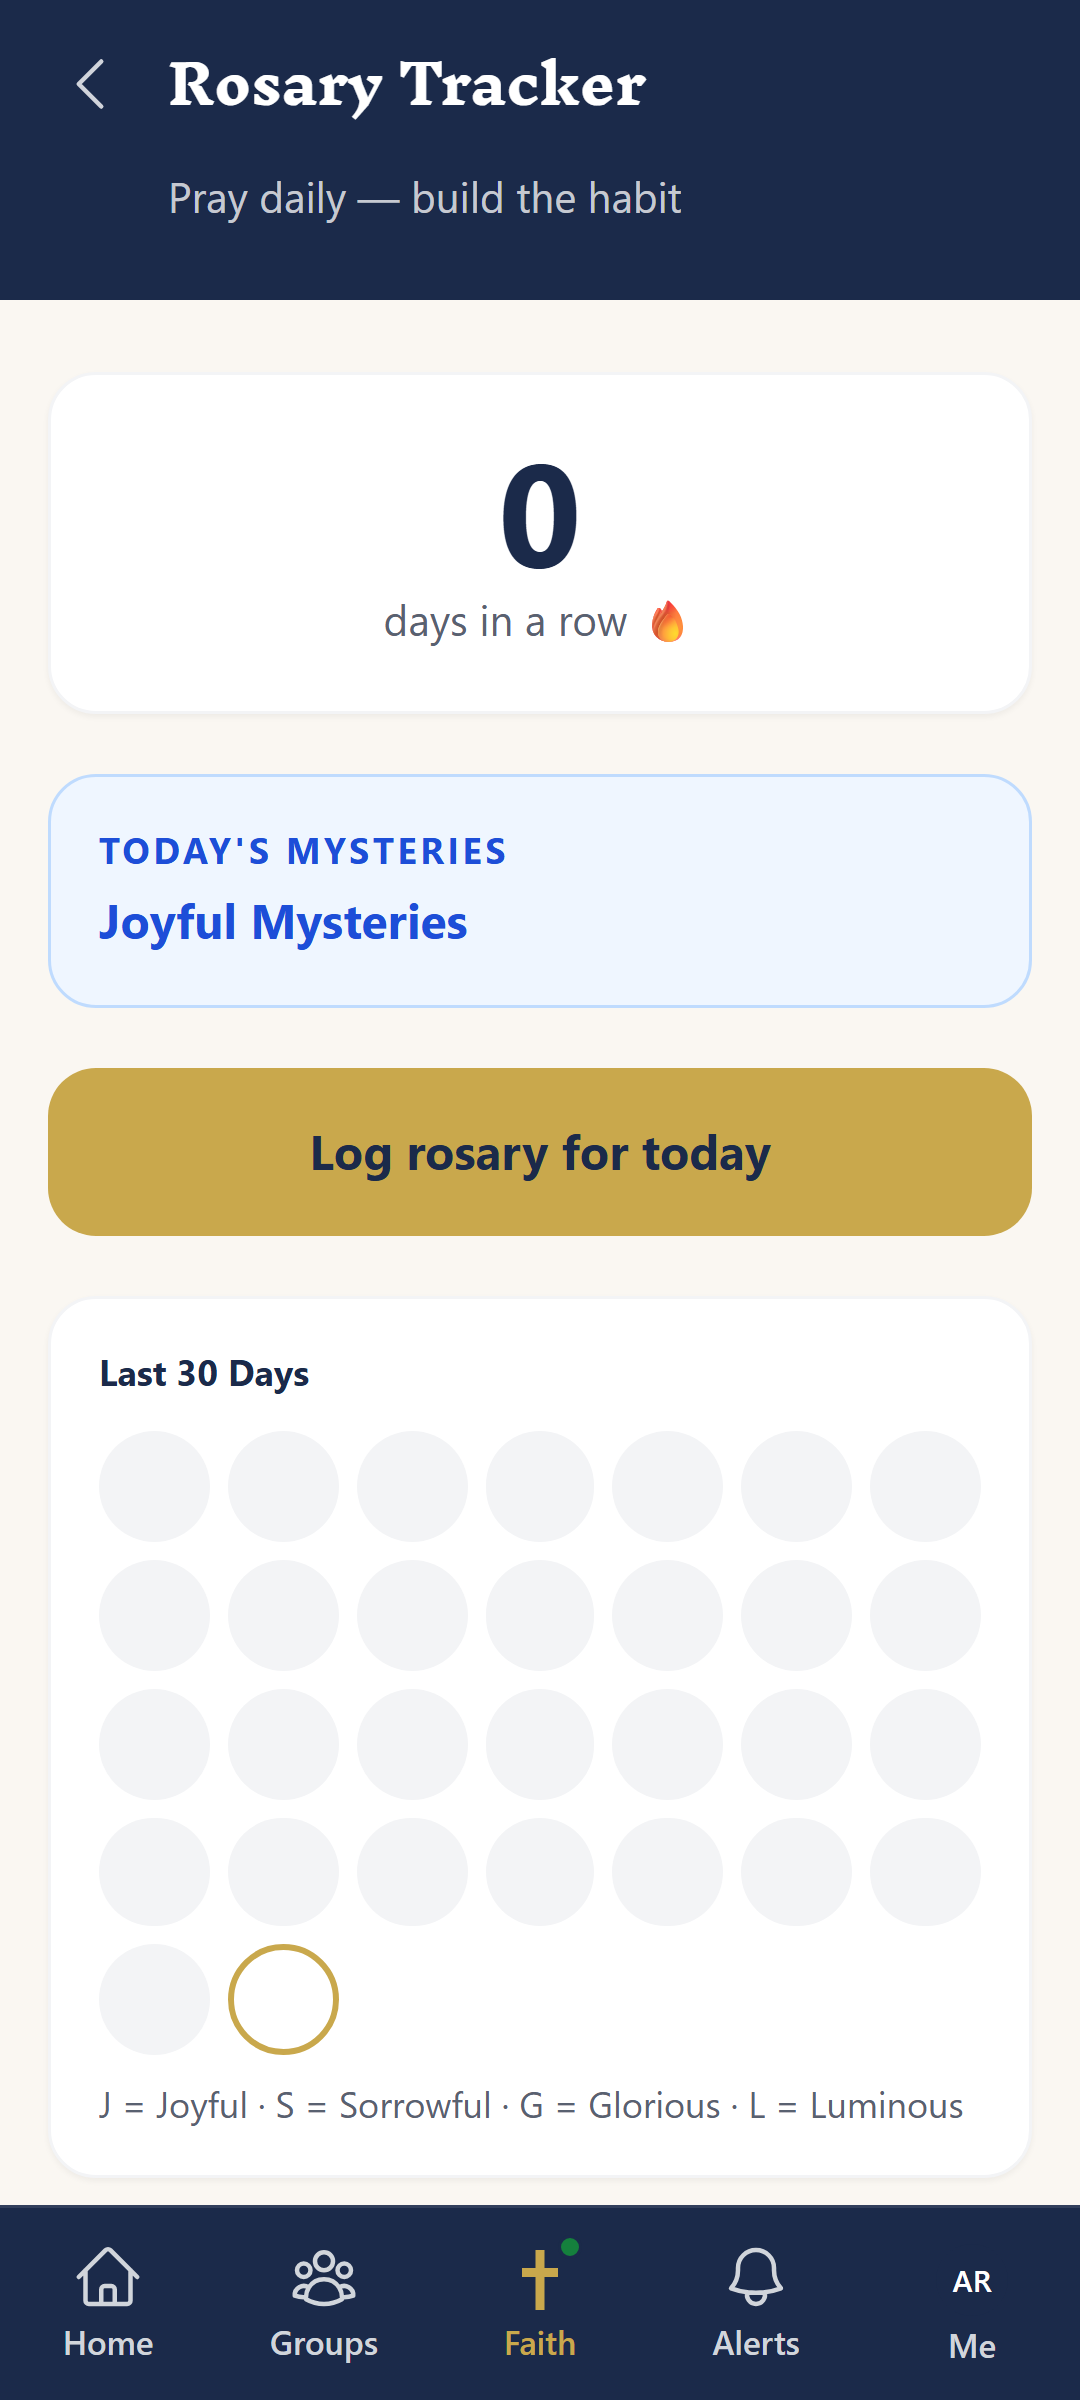 Rosary Tracker
Pray daily — build the habit
0
days in a row 🔥
TODAY'S MYSTERIES
Joyful Mysteries
Log rosary for today
Last 30 Days
J = Joyful · S = Sorrowful · G = Glorious · L = Luminous
Home
Groups
Faith
Alerts
AR
Me